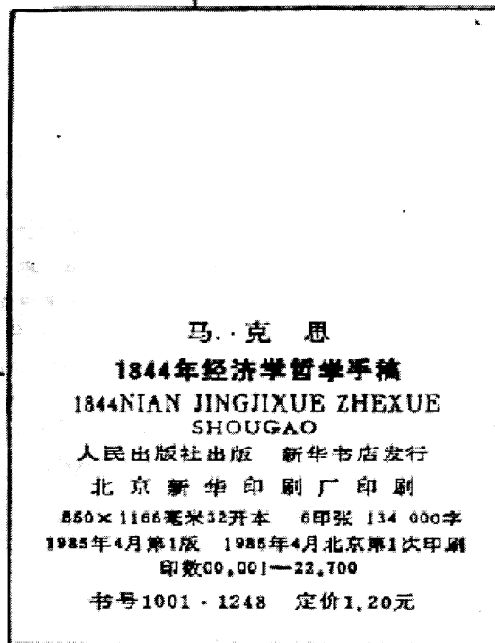 马·克 思
1844年经济学哲学手稿
1844NIAN JINGJIXUE ZHEXUE
SHOUGAO
人民出版社出版 新华书店发行
北京新华印刷厂印刷
850×1168毫米32开本 6印张 134 000字
1985年4月第1版 1985年4月北京第1次印刷
印数00,001—22,700
书号1001·1248 定价1.20元